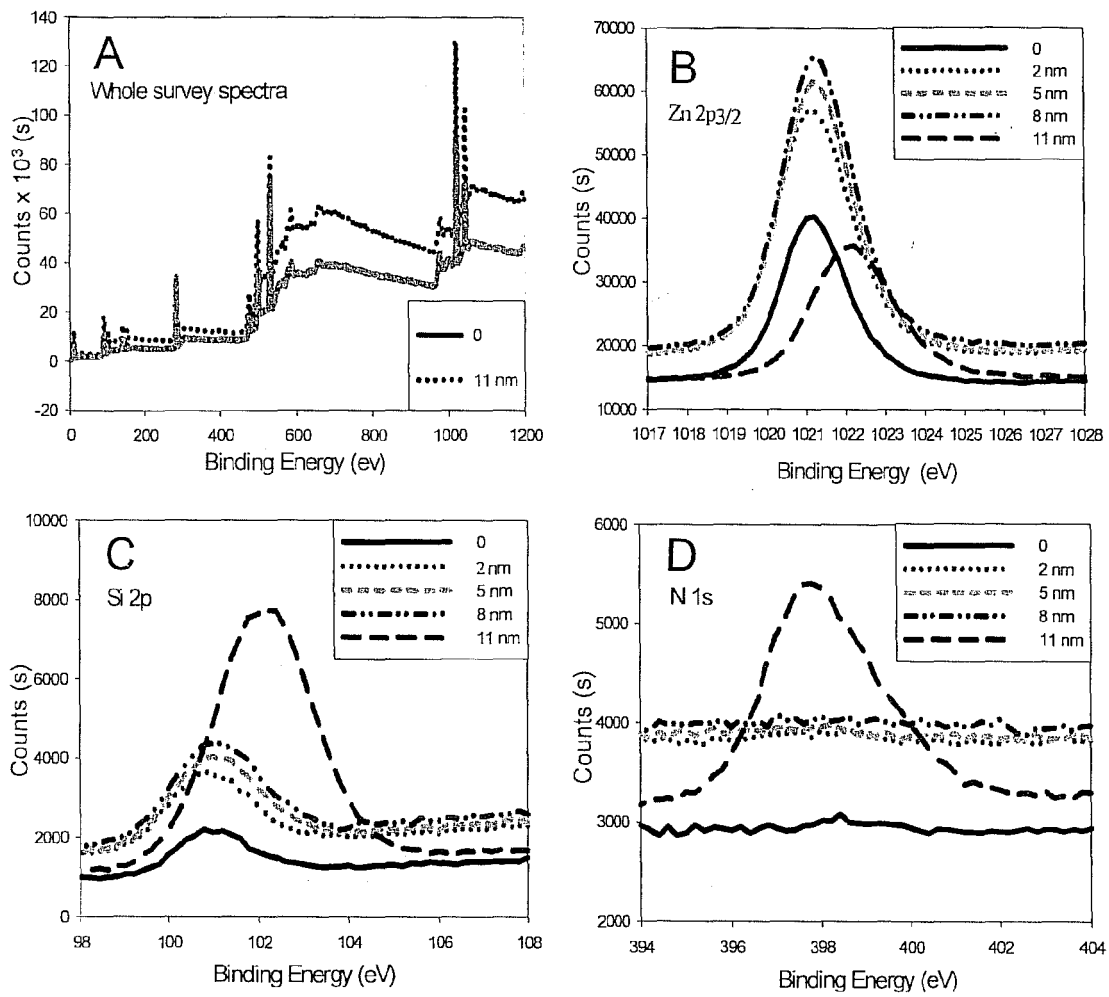 A
Whole survey spectra
Counts x 10³ (s)
140
120
100
80
60
40
20
0
-20
0
200
400
600
800
1000
1200
Binding Energy (ev)
0
11 nm
B
Zn 2p3/2
Counts (s)
70000
60000
50000
40000
30000
20000
10000
1017
1018
1019
1020
1021
1022
1023
1024
1025
1026
1027
1028
Binding Energy (eV)
0
2 nm
5 nm
8 nm
11 nm
C
Si 2p
Counts (s)
10000
8000
6000
4000
2000
0
98
100
102
104
106
108
Binding Energy (eV)
0
2 nm
5 nm
8 nm
11 nm
D
N 1s
Counts (s)
6000
5000
4000
3000
2000
394
396
398
400
402
404
Binding Energy (eV)
0
2 nm
5 nm
8 nm
11 nm